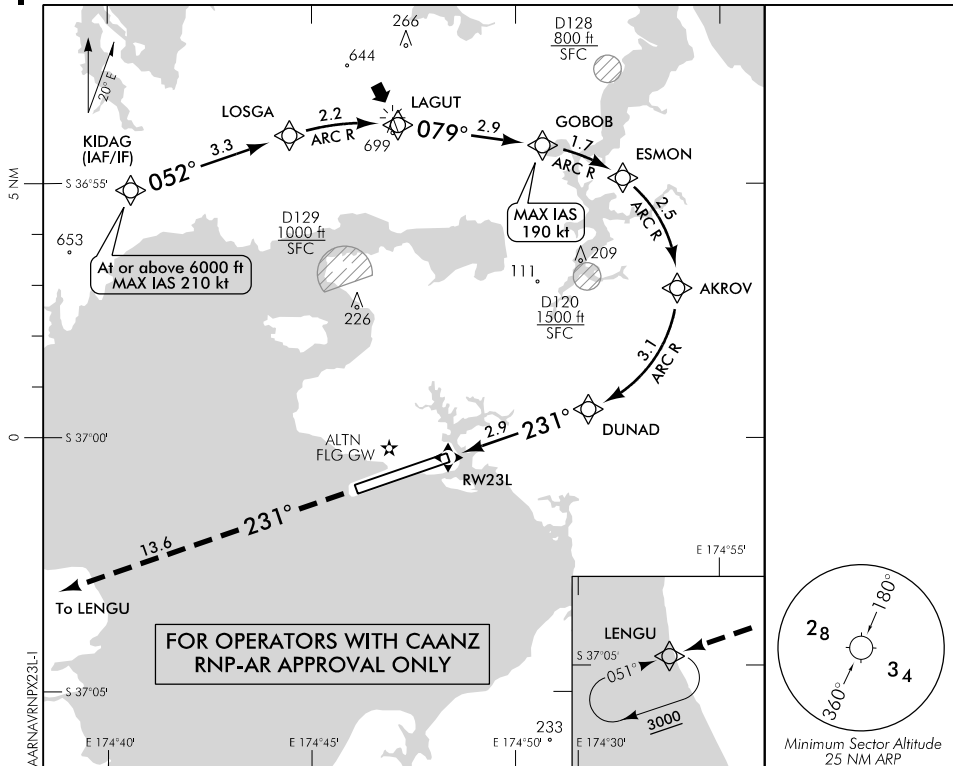 266
D128
800 ft
SFC
644
20° E
LAGUT
LOSGA
2.2
ARC R
079°
2.9
GOBOB
KIDAG
(IAF/IF)
3.3
699
1.7
ARC R
ESMON
052°
5 NM
S 36°55'
2.5
ARC R
MAX IAS
190 kt
D129
1000 ft
SFC
653
209
At or above 6000 ft
MAX IAS 210 kt
111
AKROV
D120
1500 ft
SFC
226
3.1
ARC R
0
S 37°00'
ALTN
FLG GW
2.9
231°
DUNAD
RW23L
231°
13.6
E 174°55'
To LENGU
FOR OPERATORS WITH CAANZ
RNP-AR APPROVAL ONLY
LENGU
S 37°05'
051°
3000
180°
28
34
360°
S 37°05'
AARNAVRNPX23L-I
233
E 174°40'
E 174°45'
E 174°50'
E 174°30'
Minimum Sector Altitude
25 NM ARP